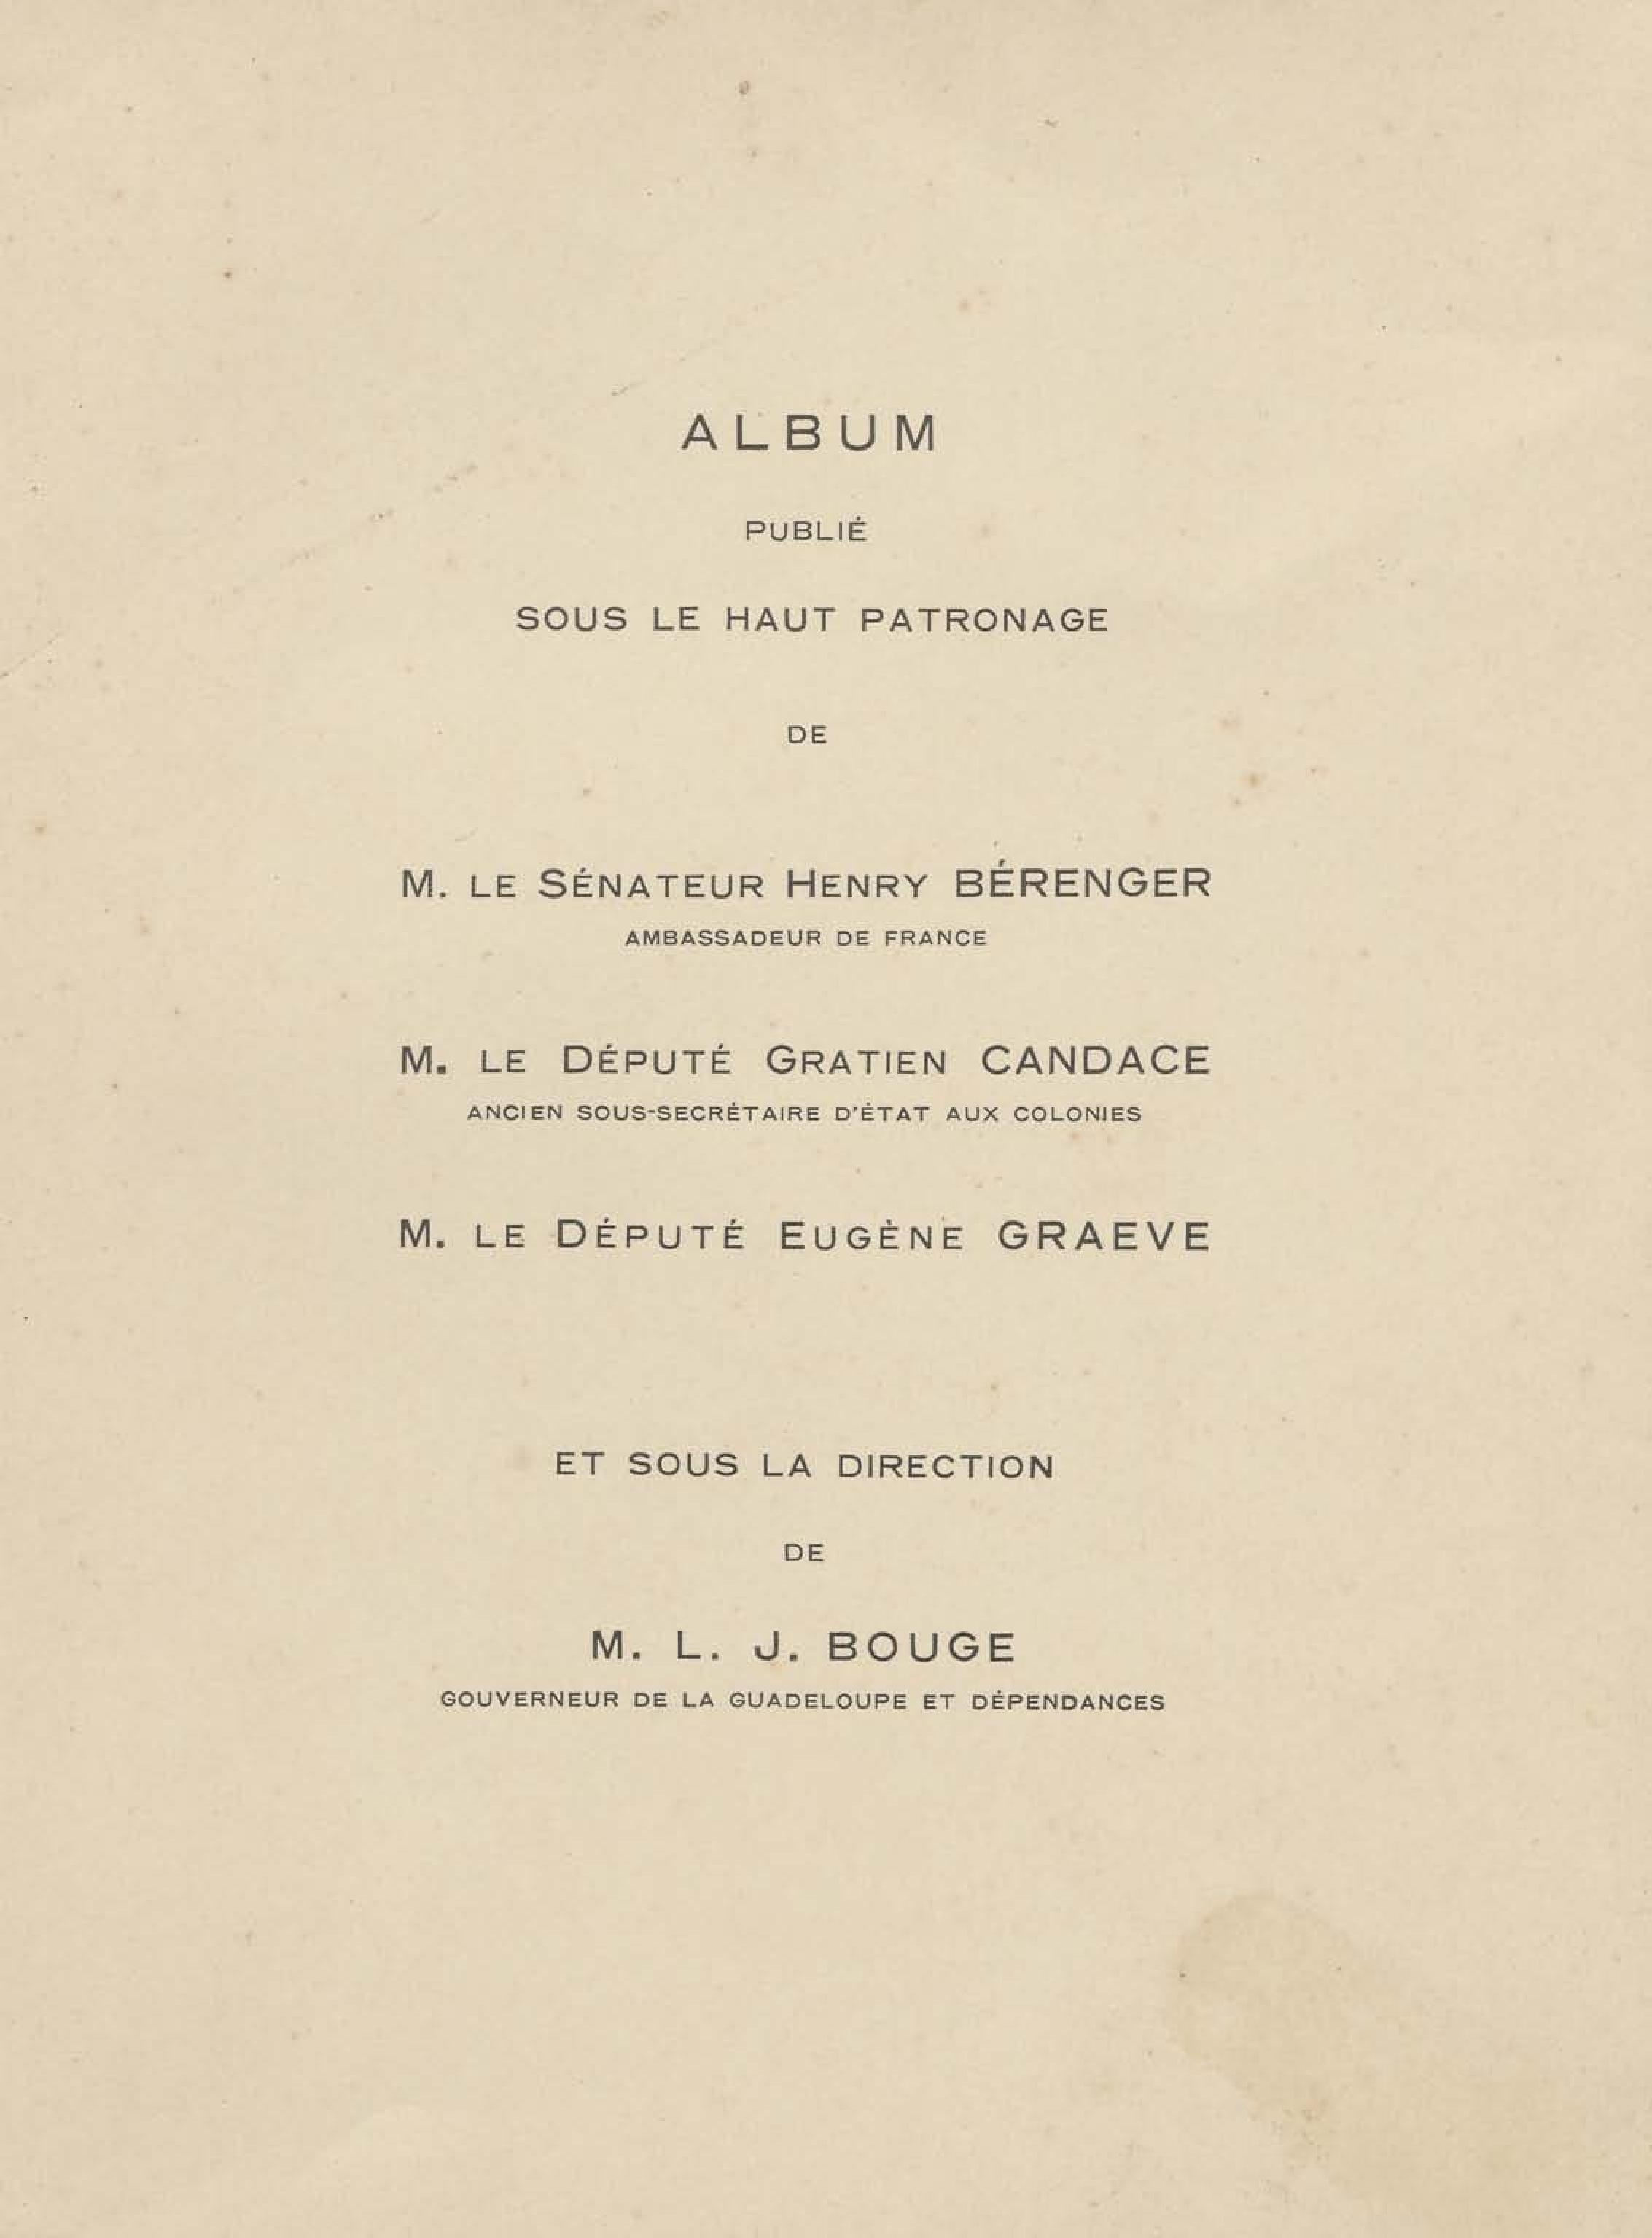 ALBUM
PUBLIÉ
SOUS LE HAUT PATRONAGE
DE
M. LE SÉNATEUR HENRY BÉRENGER
AMBASSADEUR DE FRANCE
M. LE DÉPUTÉ GRATIEN CANDACE
ANCIEN SOUS-SECRÉTAIRE D'ÉTAT AUX COLONIES
M. LE DÉPUTÉ EUGÈNE GRAEVE
ET SOUS LA DIRECTION
DE
M. L. J. BOUGE
GOUVERNEUR DE LA GUADELOUPE ET DÉPENDANCES